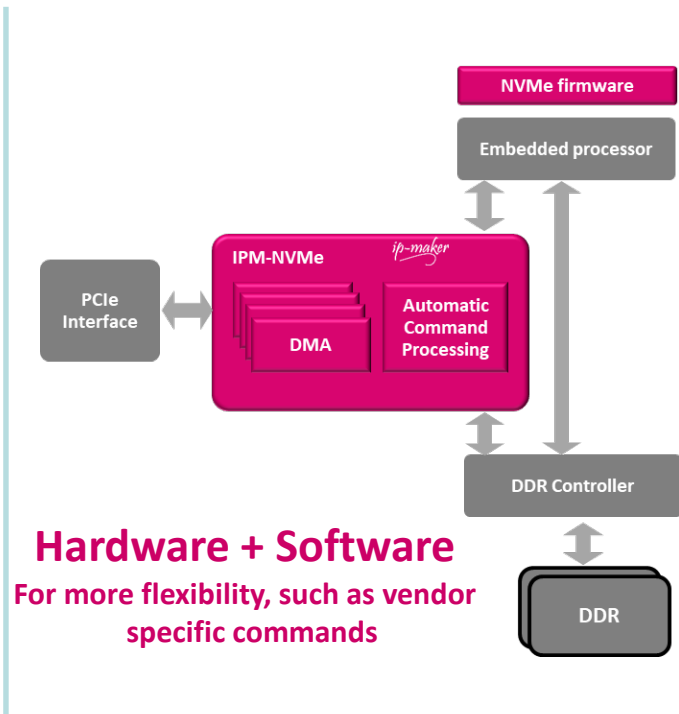 NVMe firmware
Embedded processor
IPM-NVMe
ip-maker
PCIe
Interface
DMA
Automatic
Command
Processing
DDR Controller
Hardware + Software
For more flexibility, such as vendor
specific commands
DDR